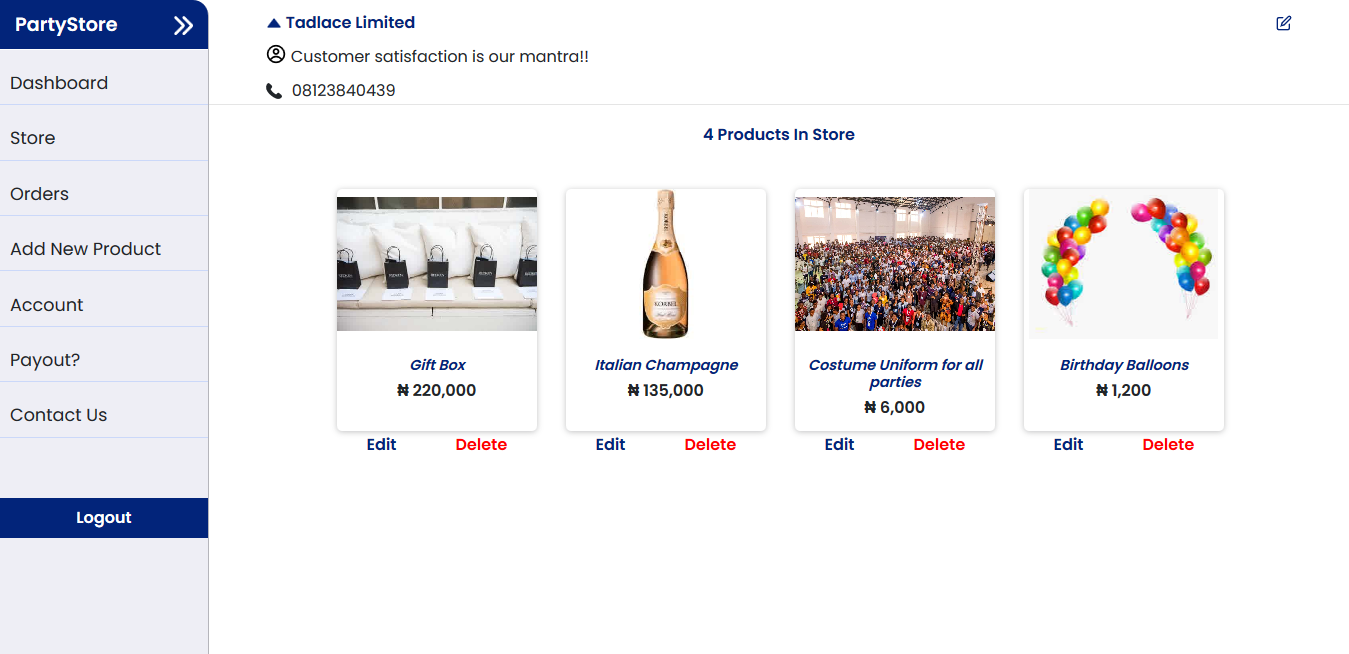 PartyStore
Dashboard
Store
Orders
Add New Product
Account
Payout?
Contact Us
Logout
Tadlace Limited
Customer satisfaction is our mantra!!
08123840439
4 Products In Store
Gift Box
₦ 220,000
Edit Delete
KORBEL
Italian Champagne
₦ 135,000
Edit Delete
Costume Uniform for all
parties
₦ 6,000
Edit Delete
Birthday Balloons
₦ 1,200
Edit Delete